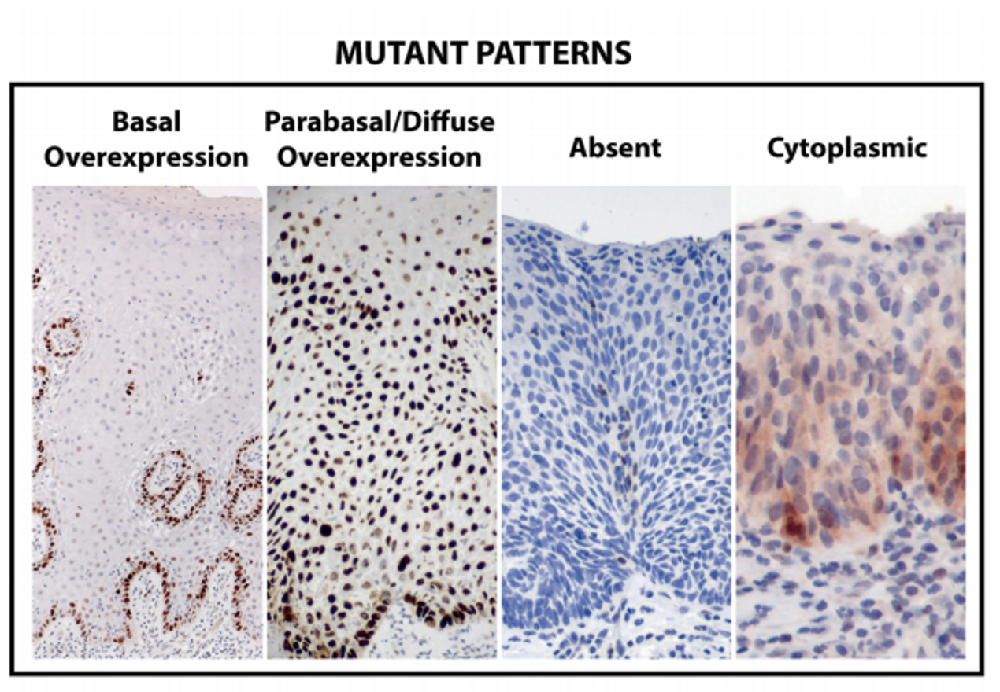 MUTANT PATTERNS
Basal
Overexpression
Parabasal/Diffuse
Overexpression
Absent
Cytoplasmic